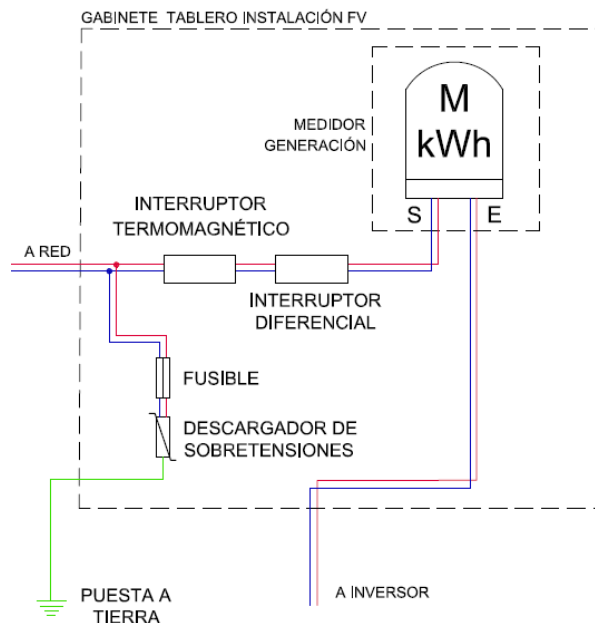 GABINETE TABLERO INSTALACIÓN FV
M
kWh
MEDIDOR
GENERACIÓN
S E
INTERRUPTOR
TERMOMAGNÉTICO
A RED
INTERRUPTOR
DIFERENCIAL
FUSIBLE
DESCARGADOR DE
SOBRETENSIONES
PUESTA A
TIERRA
A INVERSOR